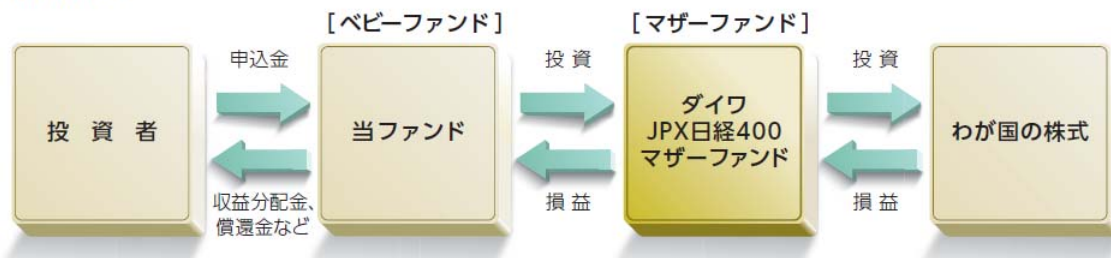 [ベビーファンド]
[マザーファンド]
投資者
申込金
収益分配金、
償還金など
当ファンド
投資
損益
ダイワ
JPX日経400
マザーファンド
投資
損益
わが国の株式